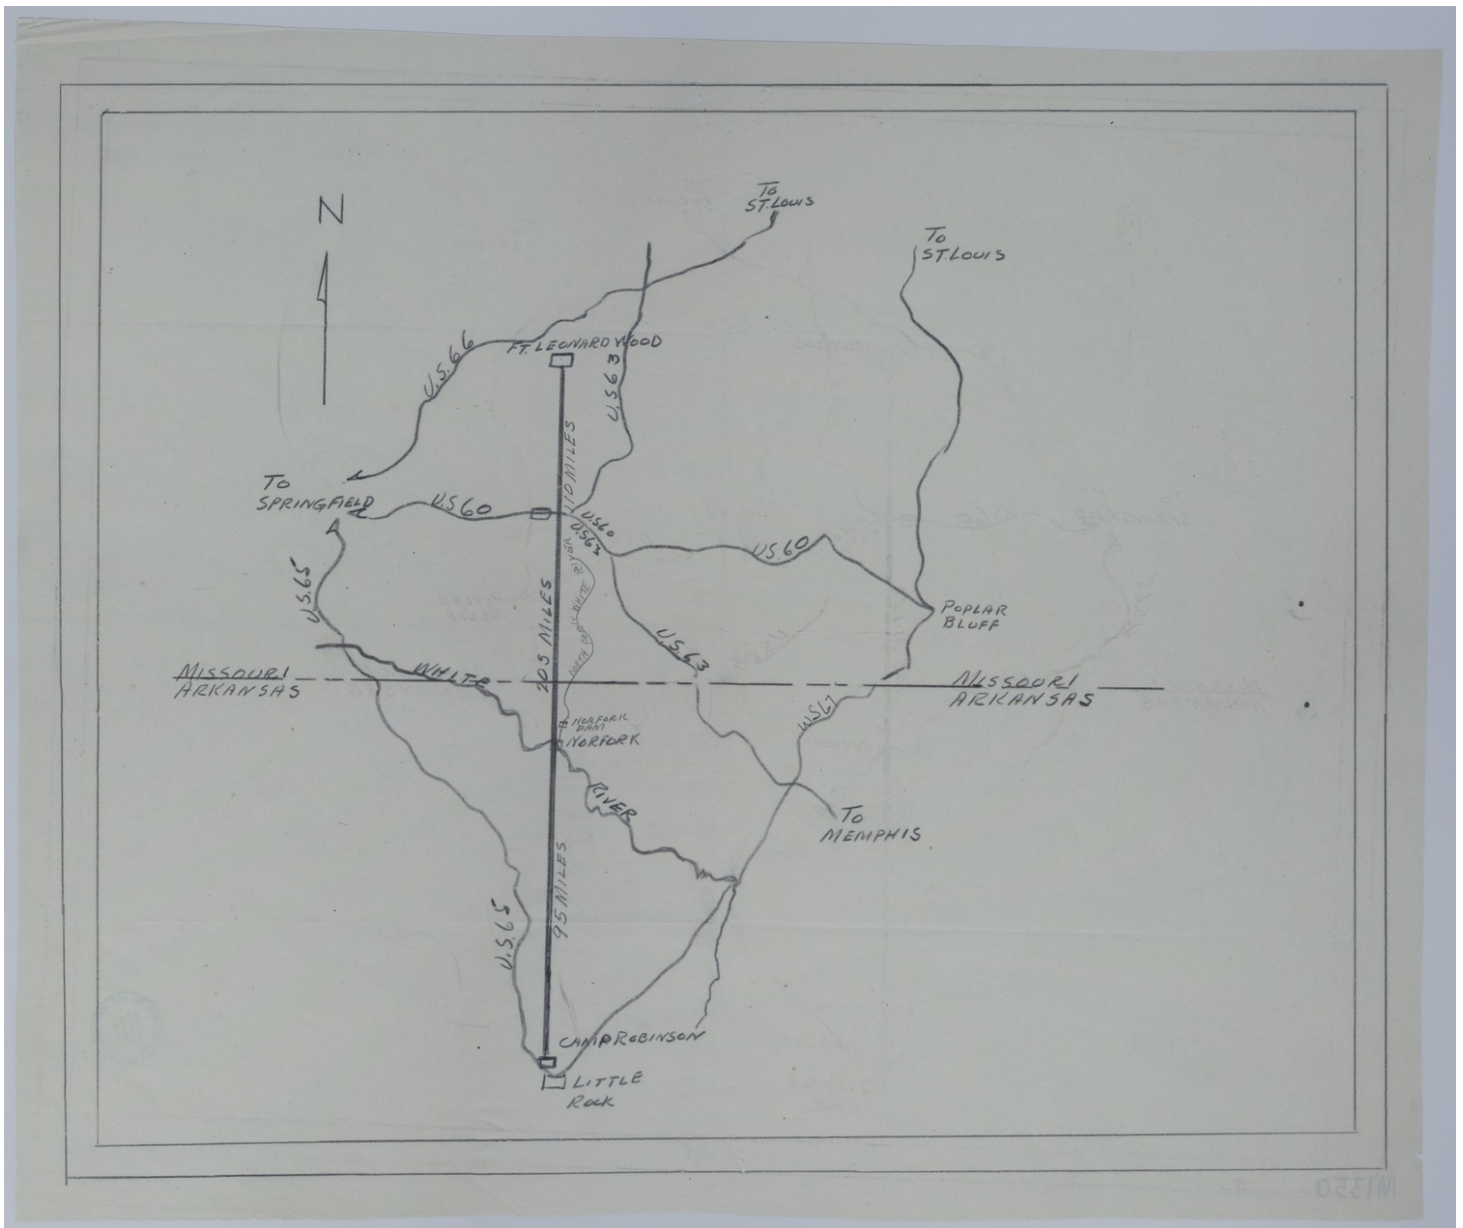 To
ST. LOUIS
N
To
ST. LOUIS
FT. LEONARD WOOD
U.S. 66
U.S 63
110 MILES
To
SPRINGFIELD
U.S 60
U.S 60
U.S 63
U.S. 60
U.S. 65
205 MILES
NORTH FORK WHITE RIVER
POPLAR
BLUFF
U.S 63
MISSOURI
ARKANSAS
WHITE
MISSOURI
ARKANSAS
U.S 67
NORFORK
DAM
NORFORK
RIVER
To
MEMPHIS
95 MILES
U.S. 65
CAMP ROBINSON
LITTLE
ROCK
M1350